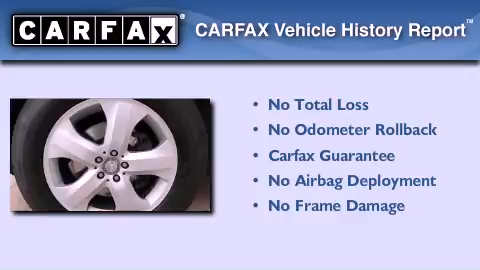 CARFAX®
CARFAX Vehicle History Report™
• No Total Loss
• No Odometer Rollback
• Carfax Guarantee
• No Airbag Deployment
• No Frame Damage